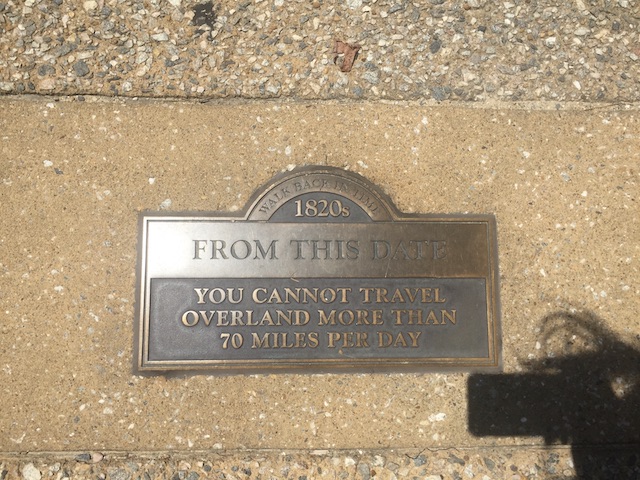 WALK BACK IN TIME
1820s
FROM THIS DATE
YOU CANNOT TRAVEL
OVERLAND MORE THAN
70 MILES PER DAY